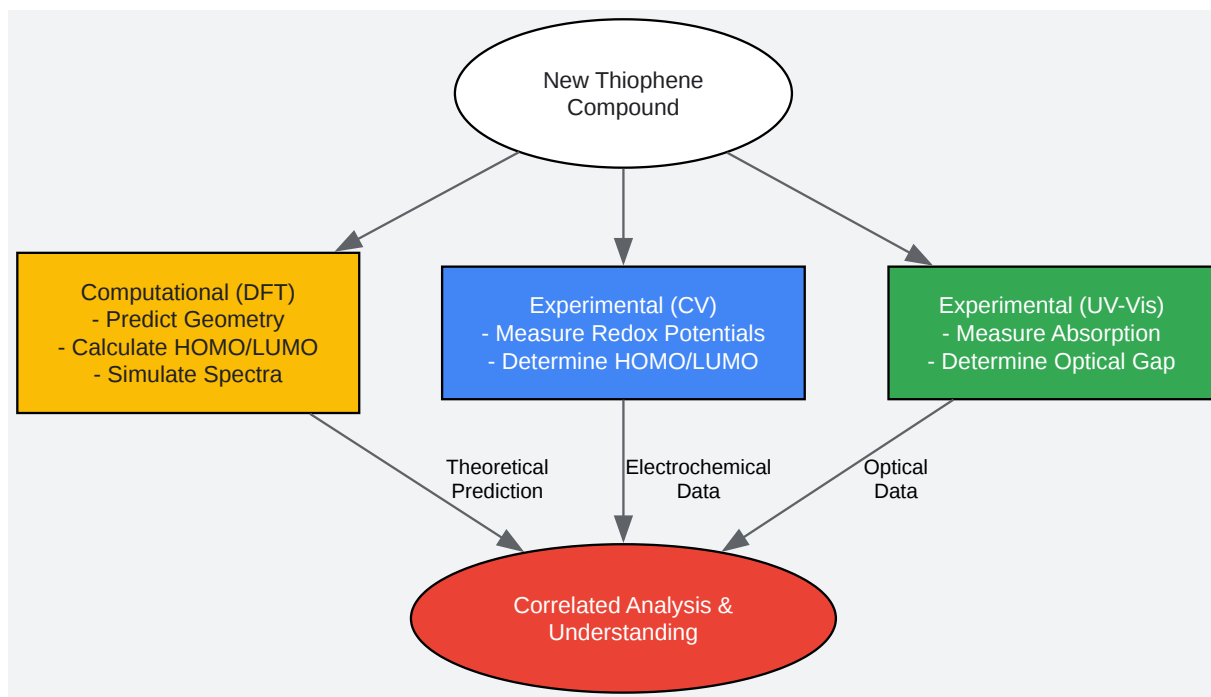 New Thiophene
Compound
Computational (DFT)
- Predict Geometry
- Calculate HOMO/LUMO
- Simulate Spectra
Experimental (CV)
- Measure Redox Potentials
- Determine HOMO/LUMO
Experimental (UV-Vis)
- Measure Absorption
- Determine Optical Gap
Theoretical
Prediction
Electrochemical
Data
Optical
Data
Correlated Analysis &
Understanding